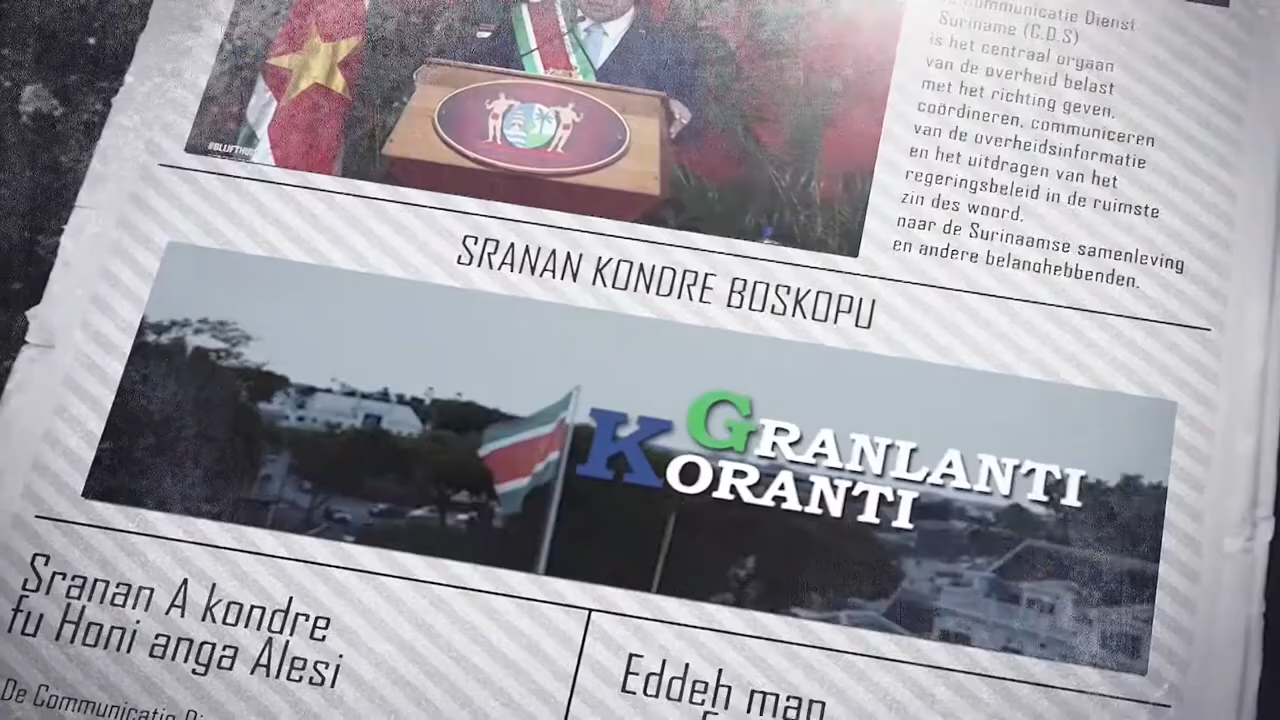 Communicatie Dienst
Suriname (C.D.S)
is het centraal orgaan
van de overheid belast
met het richting geven,
coördineren, communiceren
van de overheidsinformatie
en het uitdragen van het
regeringsbeleid in de ruimste
zin des woord,
naar de Surinaamse samenleving
en andere belanghebbenden.
SRANAN KONDRE BOSKOPU
GRANLANTI
KORANTI
Sranan A kondre
fu Honi anga Alesi
De Communicatie
Eddeh man